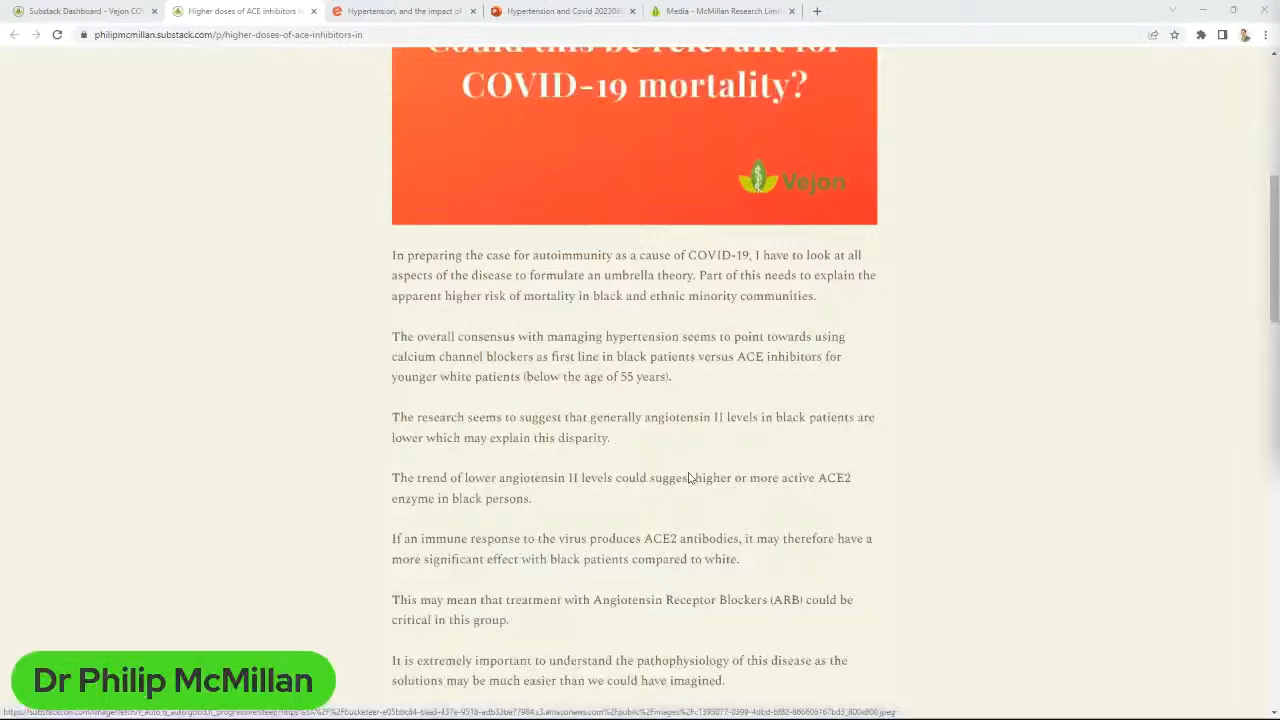 Substack Dashboard - Vejon COV
Higher doses of ACE inhibitors in
Hypertension, and the impact of
Hypertension and Covid 2023060
Media - McMillan Research Limit
philipmcmillan.substack.com/p/higher-doses-of-ace-inhibitors-in
Could this be relevant for
COVID-19 mortality?
Vejon
In preparing the case for autoimmunity as a cause of COVID-19, I have to look at all
aspects of the disease to formulate an umbrella theory. Part of this needs to explain the
apparent higher risk of mortality in black and ethnic minority communities.
The overall consensus with managing hypertension seems to point towards using
calcium channel blockers as first line in black patients versus ACE inhibitors for
younger white patients (below the age of 55 years).
The research seems to suggest that generally angiotensin II levels in black patients are
lower which may explain this disparity.
The trend of lower angiotensin II levels could suggest higher or more active ACE2
enzyme in black persons.
If an immune response to the virus produces ACE2 antibodies, it may therefore have a
more significant effect with black patients compared to white.
This may mean that treatment with Angiotensin Receptor Blockers (ARB) could be
critical in this group.
It is extremely important to understand the pathophysiology of this disease as the
solutions may be much easier than we could have imagined.
Dr Philip McMillan